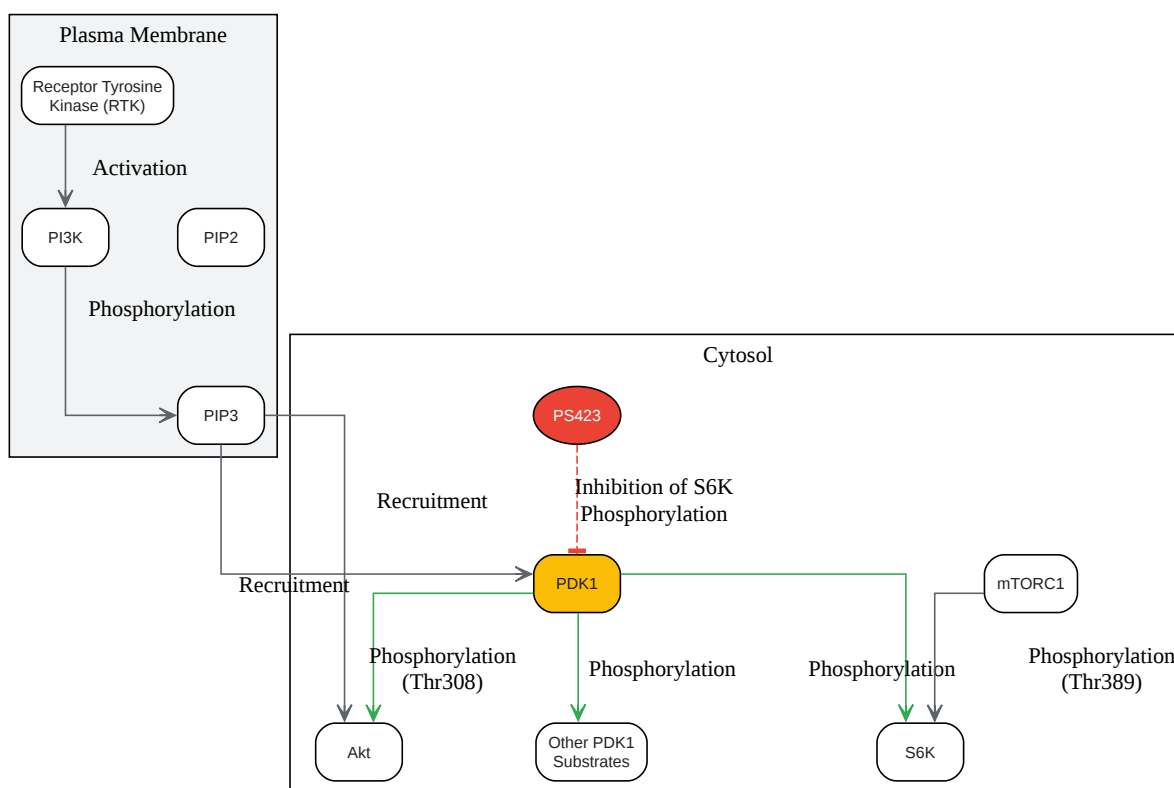 Plasma Membrane
Receptor Tyrosine
Kinase (RTK)
Activation
PI3K
PIP2
Phosphorylation
Cytosol
PIP3
PS423
Recruitment
Inhibition of S6K
Phosphorylation
Recruitment
PDK1
mTORC1
Phosphorylation
(Thr308)
Phosphorylation
Phosphorylation
Phosphorylation
(Thr389)
Akt
Other PDK1
Substrates
S6K